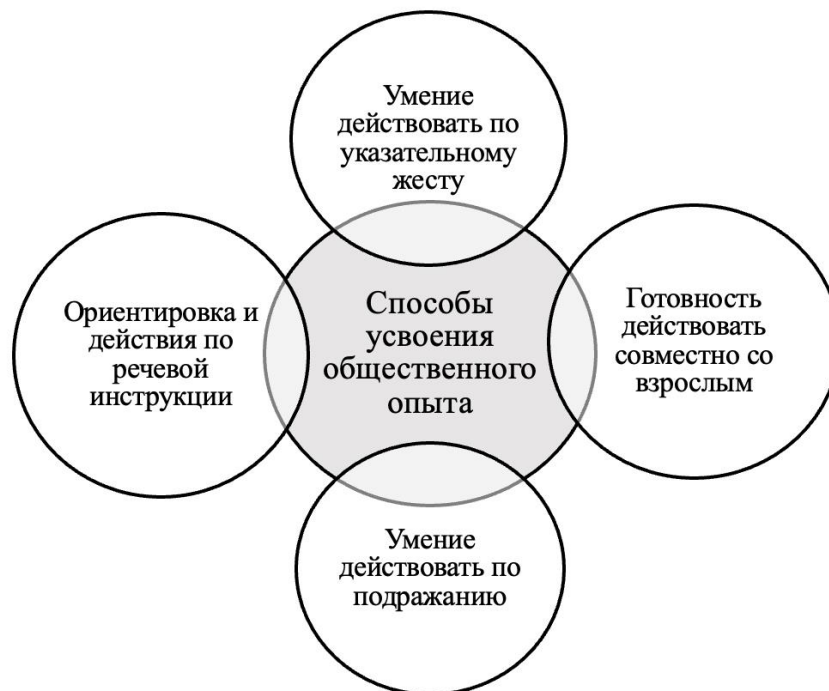 Умение
действовать по
указательному
жесту
Ориентировка и
действия по
речевой
инструкции
Способы
усвоения
общественного
опыта
Готовность
действовать
совместно со
взрослым
Умение
действовать по
подражанию